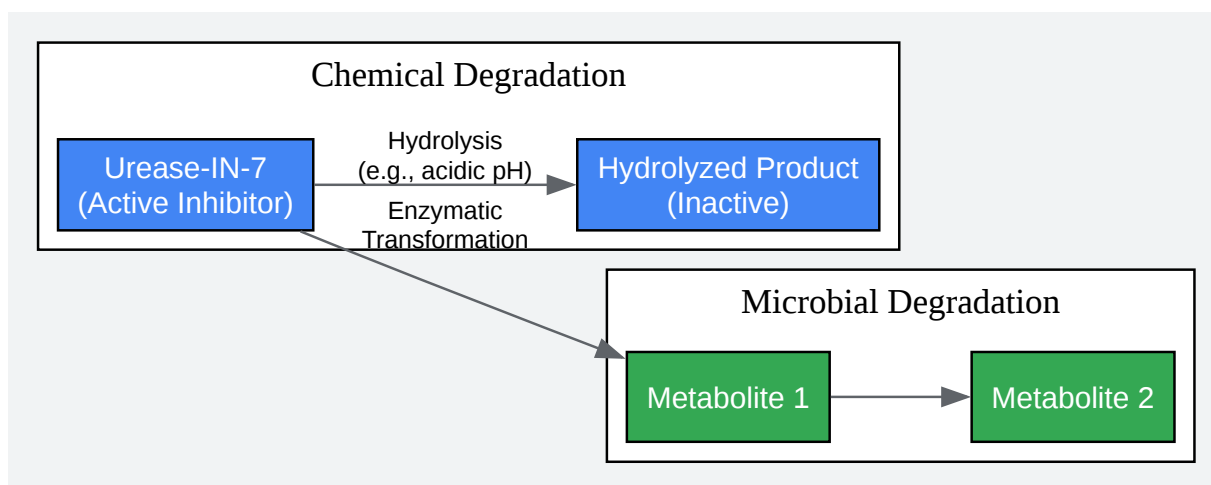 Chemical Degradation
Urease-IN-7
(Active Inhibitor)
Hydrolysis
(e.g., acidic pH)
Hydrolyzed Product
(Inactive)
Enzymatic
Transformation
Microbial Degradation
Metabolite 1
Metabolite 2